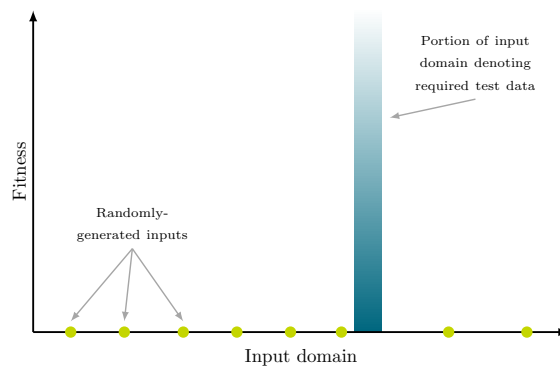 Portion of input
domain denoting
required test data
Fitness
Randomly-
generated inputs
Input domain